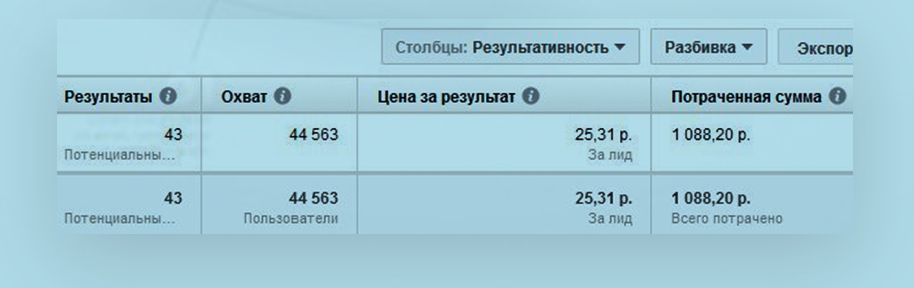 Столбцы: Результативность Разбивка Экспор
Результаты Охват Цена за результат Потраченная сумма
43 44 563 25,31 р. 1 088,20 р.
Потенциальны... За лид
43 44 563 25,31 р. 1 088,20 р.
Потенциальны... Пользователи За лид Всего потрачено